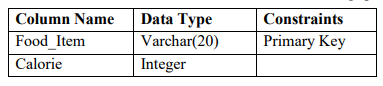 Column Name Data Type Constraints
Food_Item Varchar(20) Primary Key
Calorie Integer